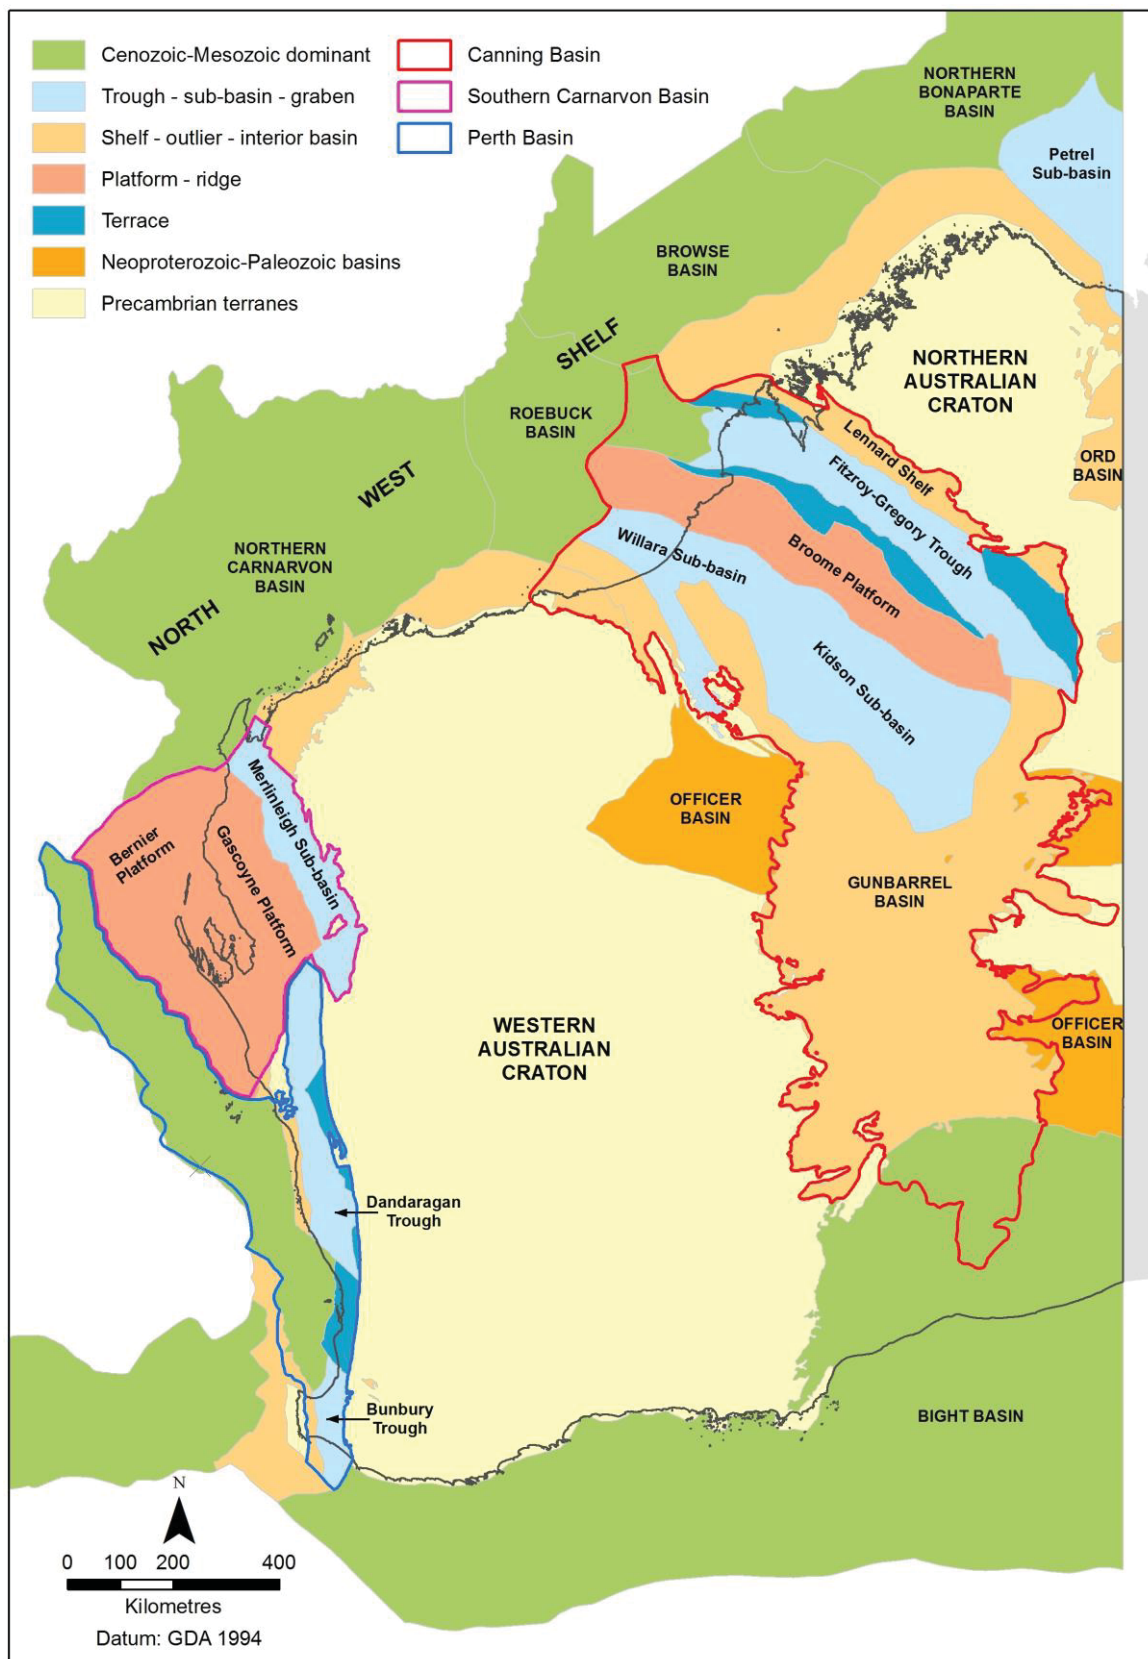 Cenozoic-Mesozoic dominant
Trough - sub-basin - graben
Shelf - outlier - interior basin
Platform - ridge
Terrace
Neoproterozoic-Paleozoic basins
Precambrian terranes
Canning Basin
Southern Carnarvon Basin
Perth Basin
NORTHERN
BONAPARTE
BASIN
Petrel
Sub-basin
BROWSE
BASIN
NORTHERN
AUSTRALIAN
CRATON
SHELF
ROEBUCK
BASIN
Lennard Shelf
ORD
BASIN
WEST
Fitzroy-Gregory Trough
NORTHERN
CARNARVON
BASIN
Willara Sub-basin
Broome Platform
NORTH
Kidson Sub-basin
Merlinleigh Sub-basin
OFFICER
BASIN
Bernier
Platform
Gascoyne Platform
GUNBARREL
BASIN
WESTERN
AUSTRALIAN
CRATON
OFFICER
BASIN
Dandaragan
Trough
Bunbury
Trough
BIGHT BASIN
N
0 100 200 400
Kilometres
Datum: GDA 1994